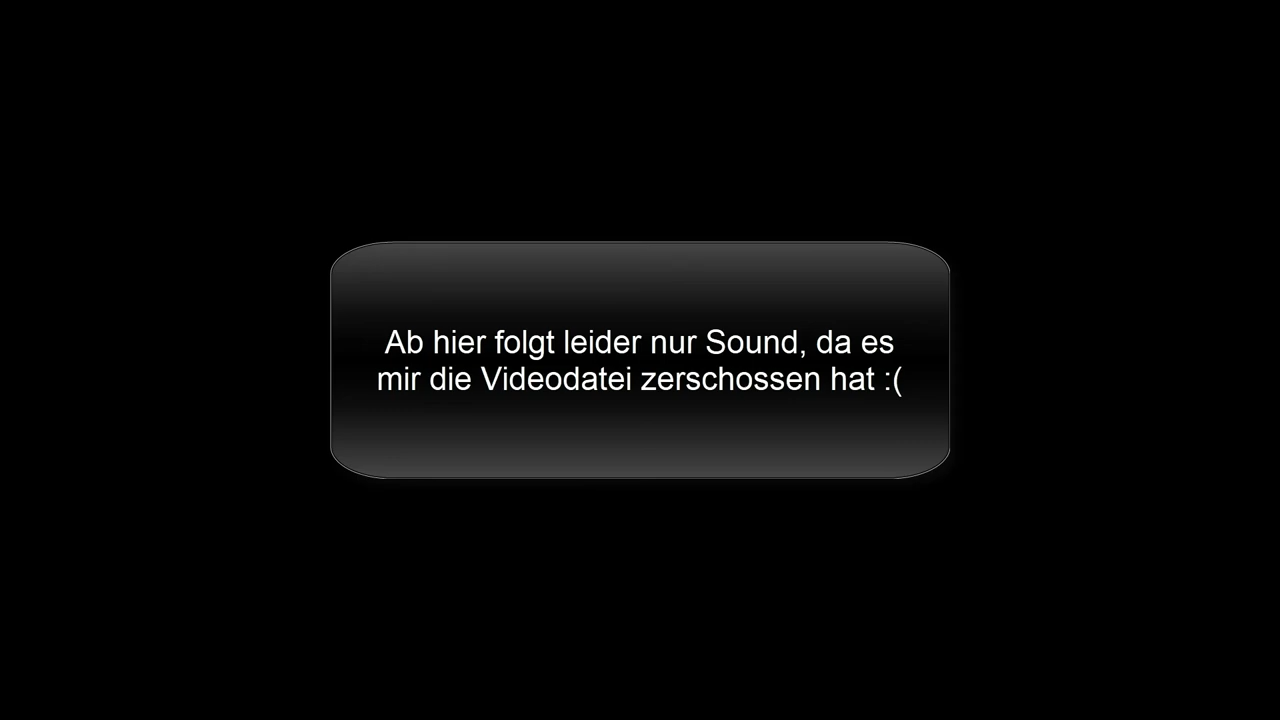 Ab hier folgt leider nur Sound, da es
mir die Videodatei zerschossen hat :(